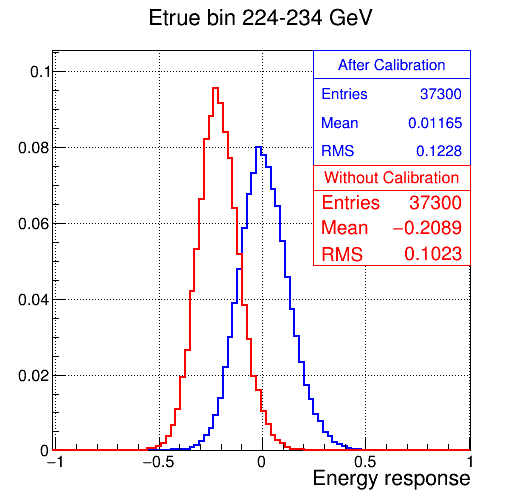 Etrue bin 224-234 GeV
After Calibration
Entries 37300
Mean 0.01165
RMS 0.1228
Without Calibration
Entries 37300
Mean −0.2089
RMS 0.1023
0.1
0.08
0.06
0.04
0.02
0
−1 −0.5 0 0.5 1
Energy response